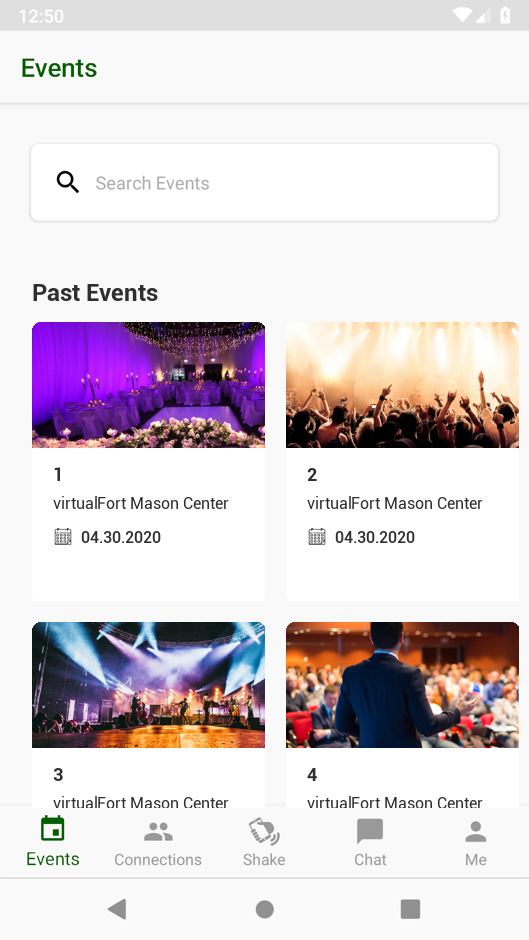 12:50
Events
Search Events
Past Events
1
virtualFort Mason Center
04.30.2020
2
virtualFort Mason Center
04.30.2020
3
virtualFort Mason Center
4
virtualFort Mason Center
Events
Connections
Shake
Chat
Me